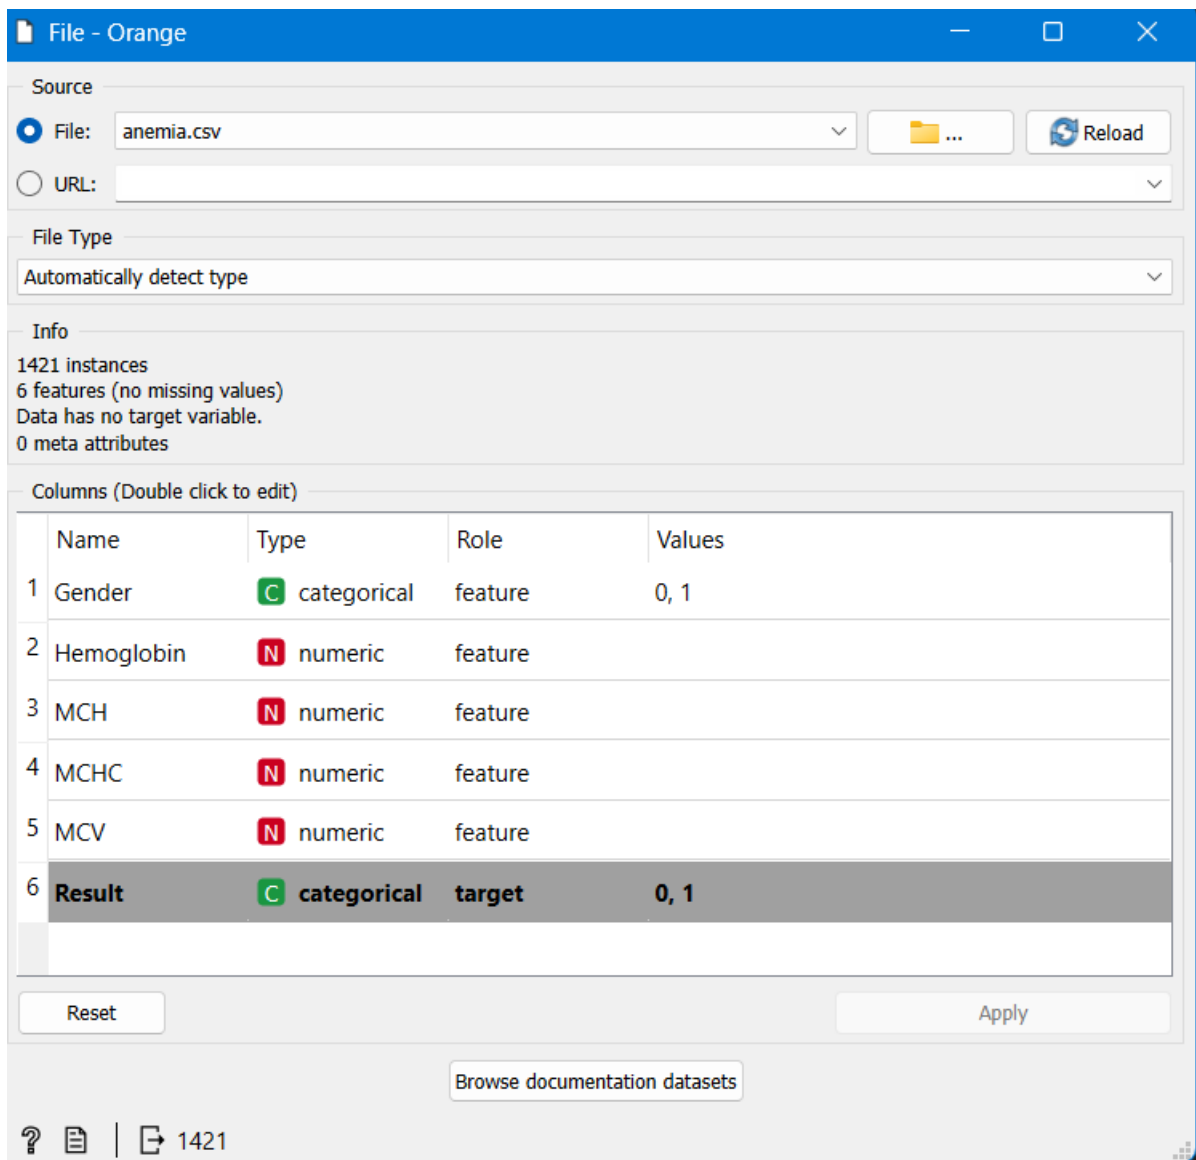 File - Orange
Source
File: anemia.csv ... Reload
URL:
File Type
Automatically detect type
Info
1421 instances
6 features (no missing values)
Data has no target variable.
0 meta attributes
Columns (Double click to edit)
Name Type Role Values
1 Gender C categorical feature 0, 1
2 Hemoglobin N numeric feature
3 MCH N numeric feature
4 MCHC N numeric feature
5 MCV N numeric feature
6 Result C categorical target 0, 1
Reset Apply
Browse documentation datasets
? 1421